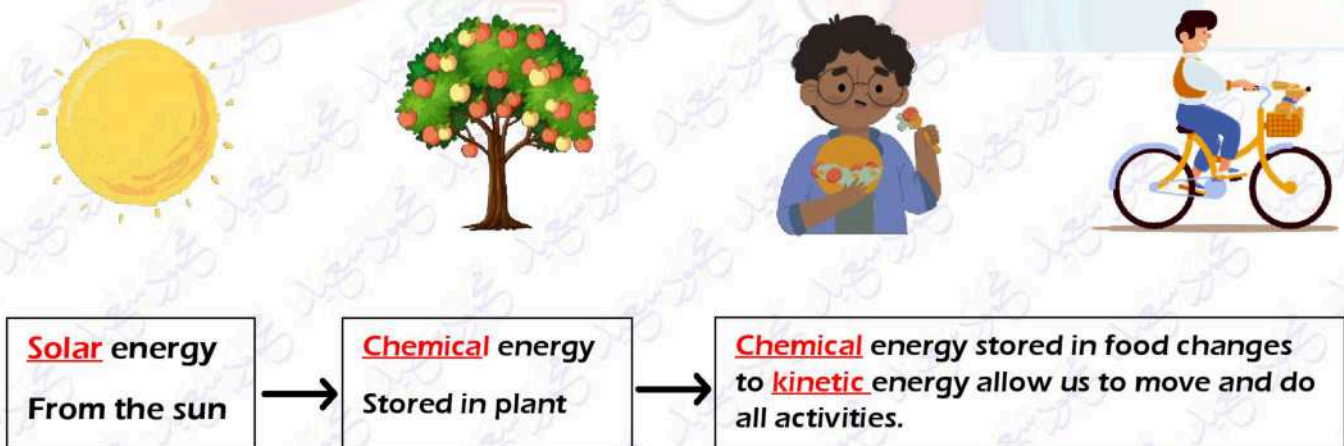 Solar energy
From the sun
Chemical energy
Stored in plant
Chemical energy stored in food changes
to kinetic energy allow us to move and do
all activities.